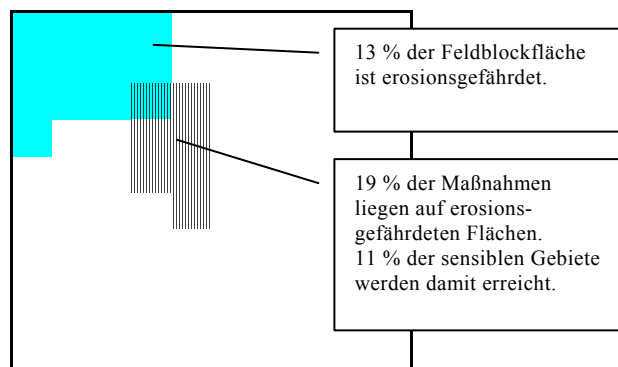 13 % der Feldblockfläche
ist erosionsgefährdet.
19 % der Maßnahmen
liegen auf erosions-
gefährdeten Flächen.
11 % der sensiblen Gebiete
werden damit erreicht.